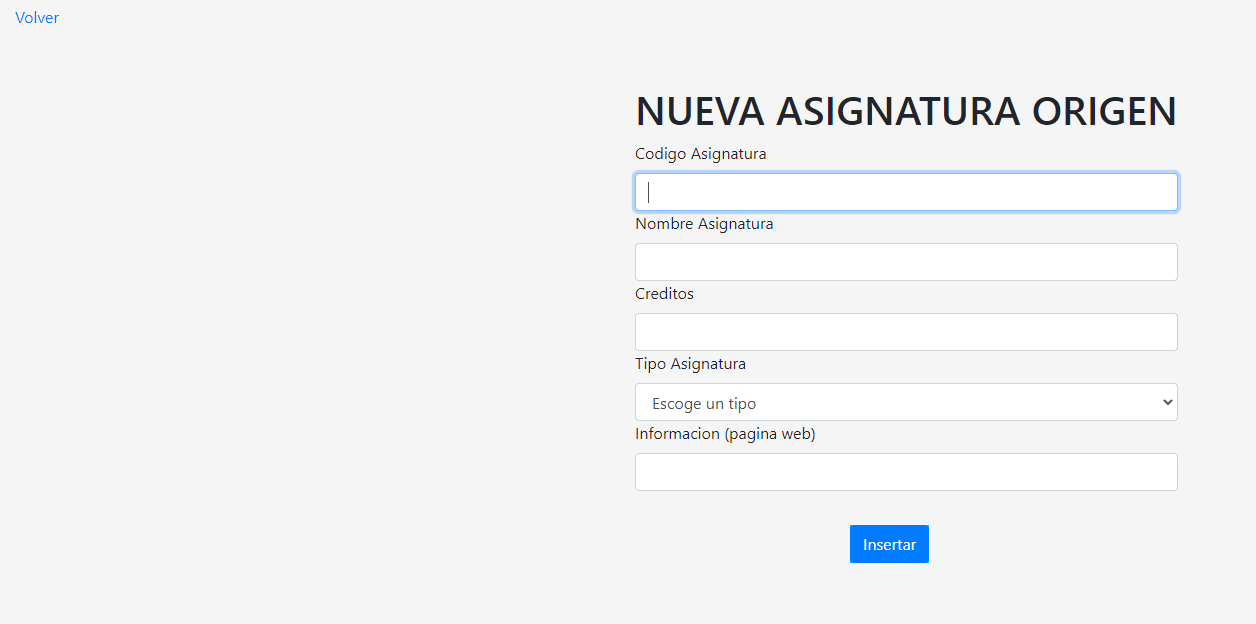 Volver
NUEVA ASIGNATURA ORIGEN
Codigo Asignatura
Nombre Asignatura
Creditos
Tipo Asignatura
Escoge un tipo
Informacion (pagina web)
Insertar